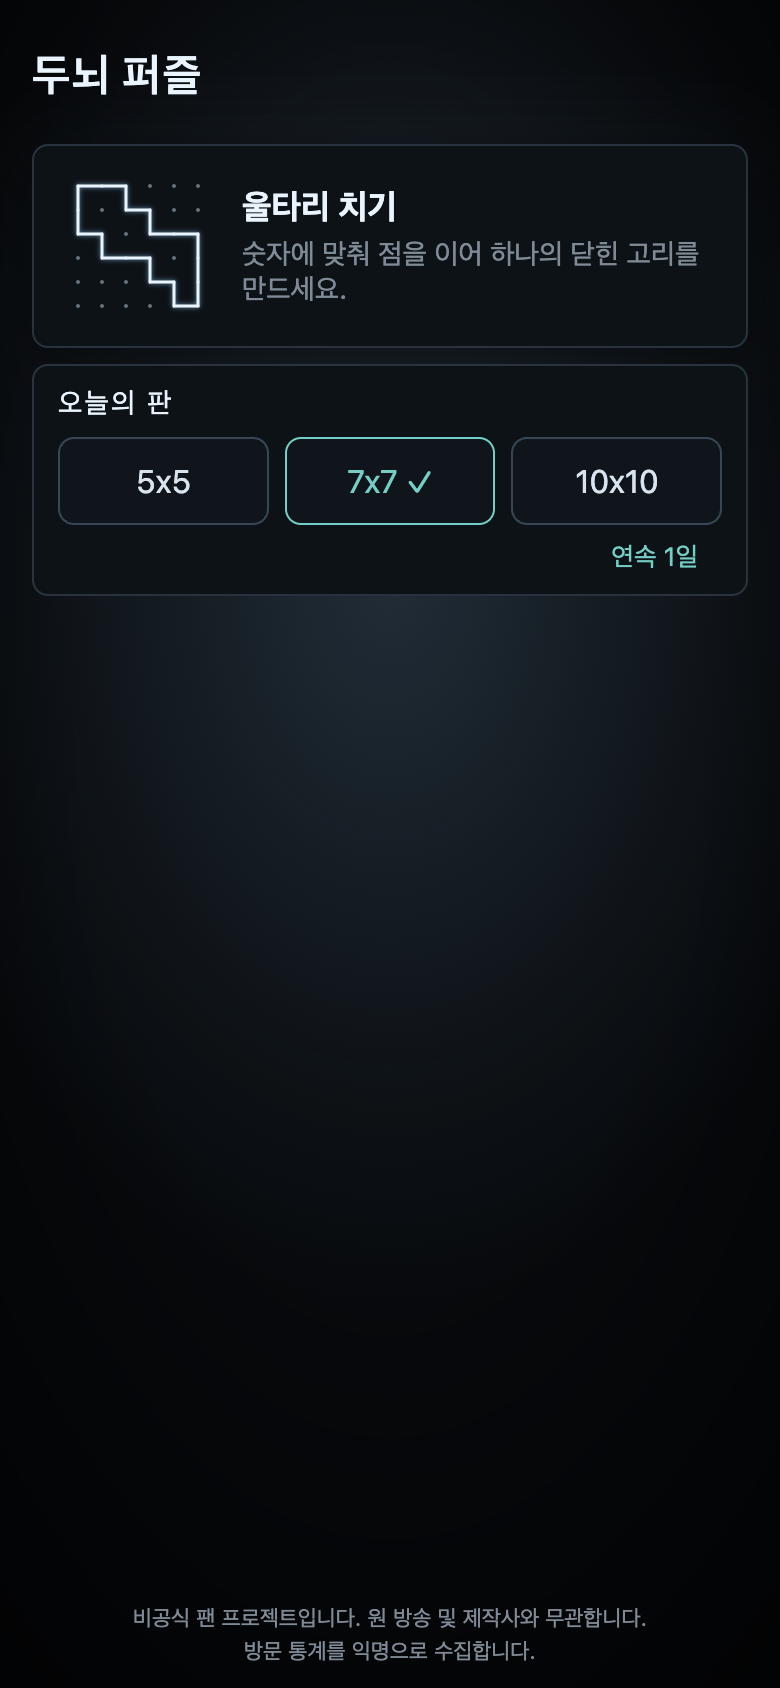 두뇌 퍼즐
울타리 치기
숫자에 맞춰 점을 이어 하나의 닫힌 고리를
만드세요.
오늘의 판
5x5
7x7 ✓
10x10
연속 1일
비공식 팬 프로젝트입니다. 원 방송 및 제작사와 무관합니다.
방문 통계를 익명으로 수집합니다.